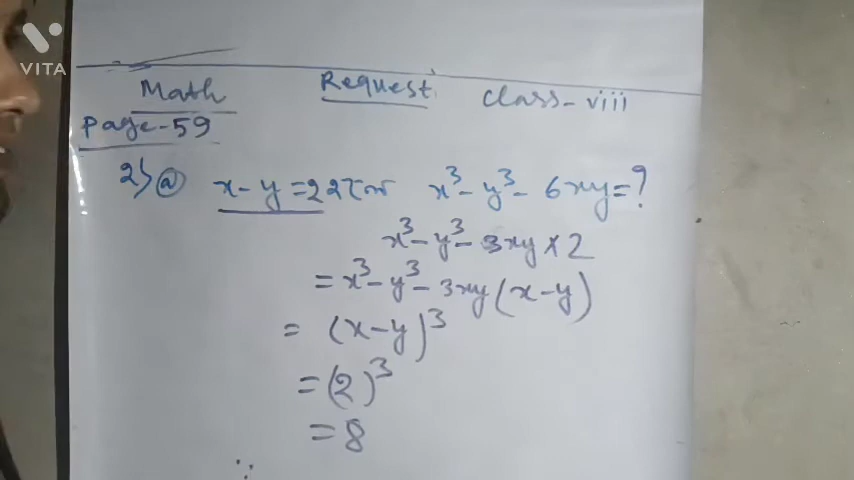 VITA
Math Request Class-viii
Page-59
2) ⓐ x-y=2 হলে x³-y³-6xy=?
x³-y³-3xy×2
=x³-y³-3xy(x-y)
= (x-y)³
=(2)³
=8
∴